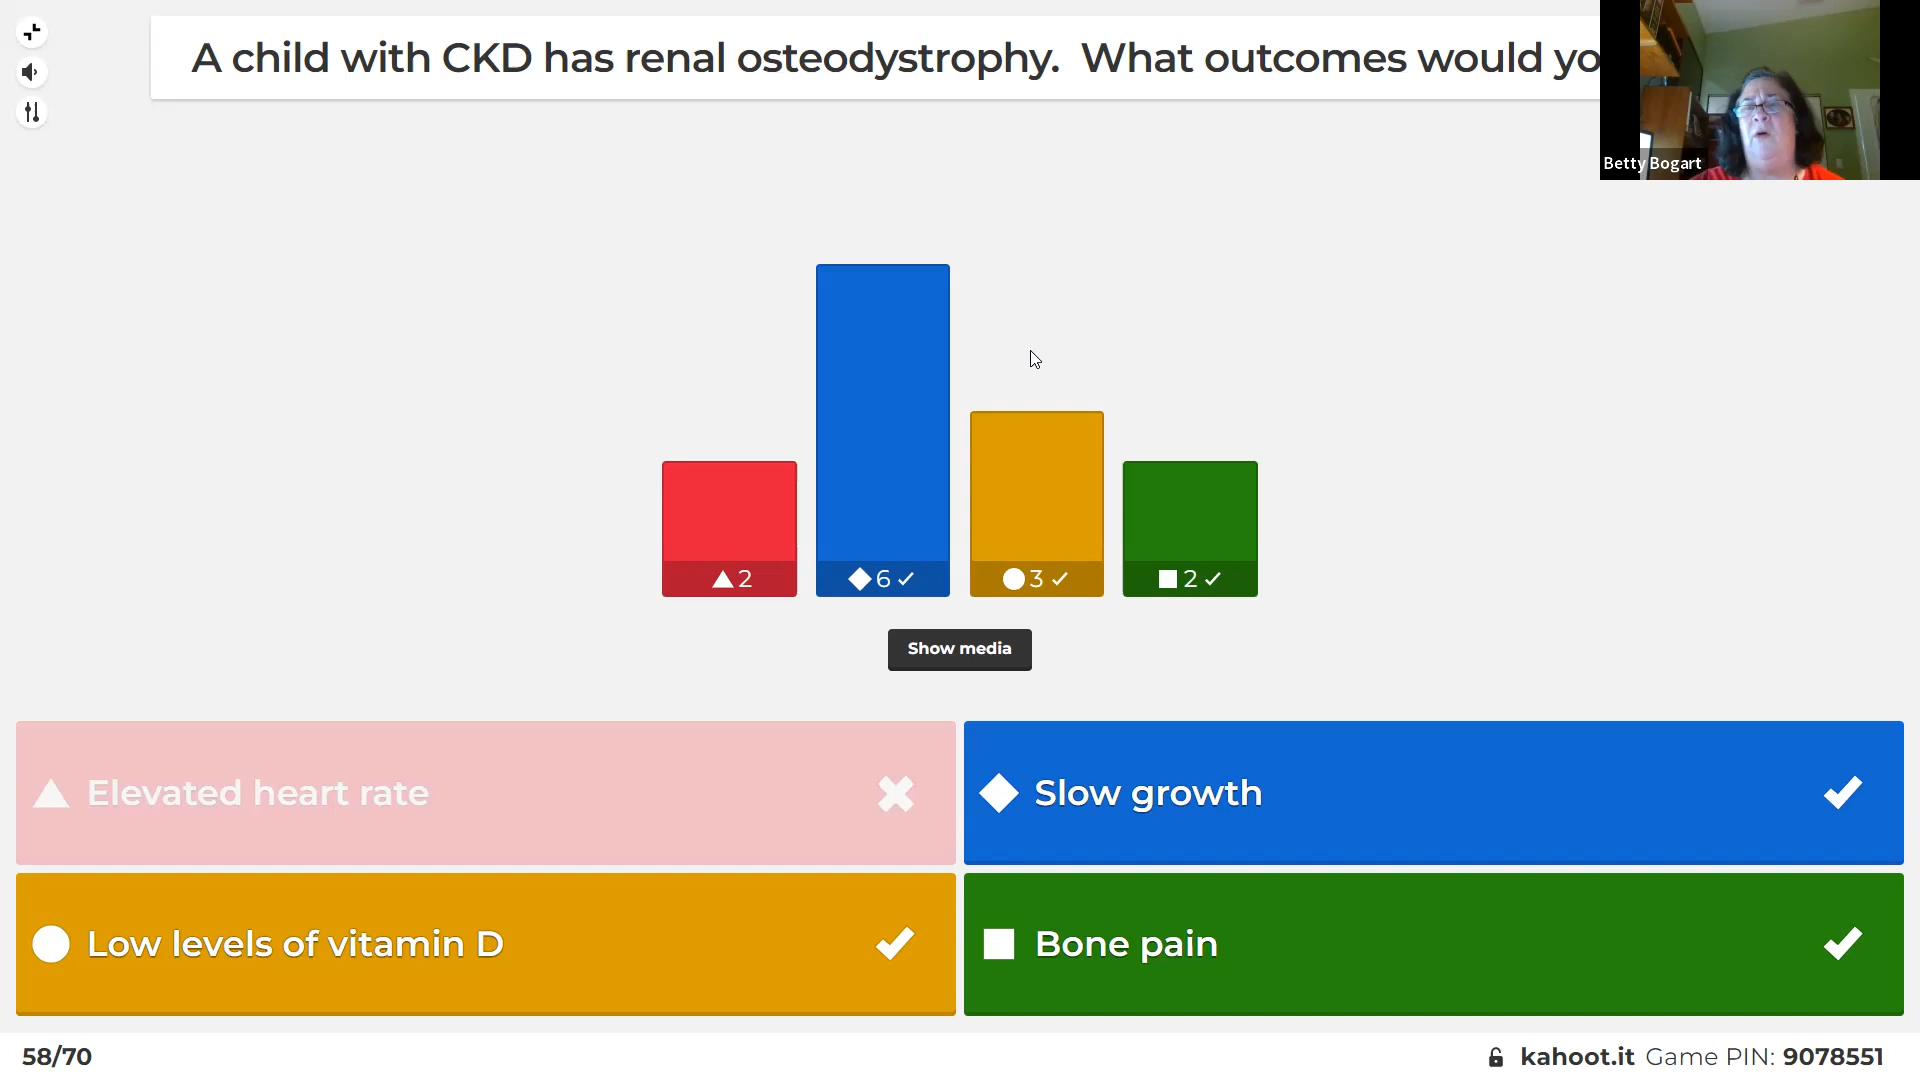 A child with CKD has renal osteodystrophy. What outcomes would yo
Betty Bogart
2
6
3
2
Show media
Elevated heart rate
Slow growth
Low levels of vitamin D
Bone pain
58/70
kahoot.it Game PIN: 9078551